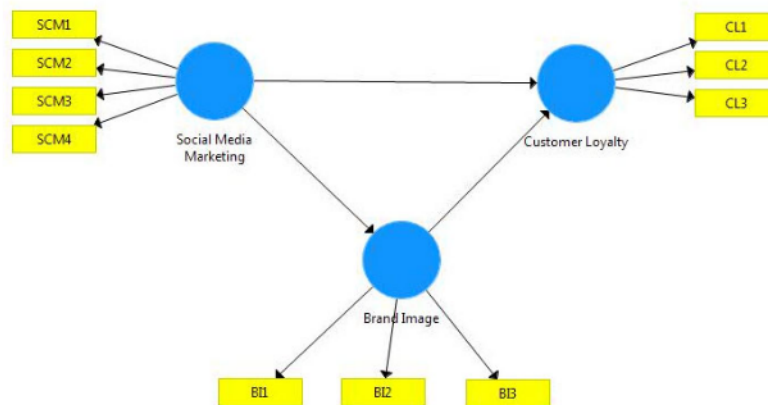 SCM1
SCM2
SCM3
SCM4
Social Media
Marketing
CL1
CL2
CL3
Customer Loyalty
Brand Image
BI1
BI2
BI3